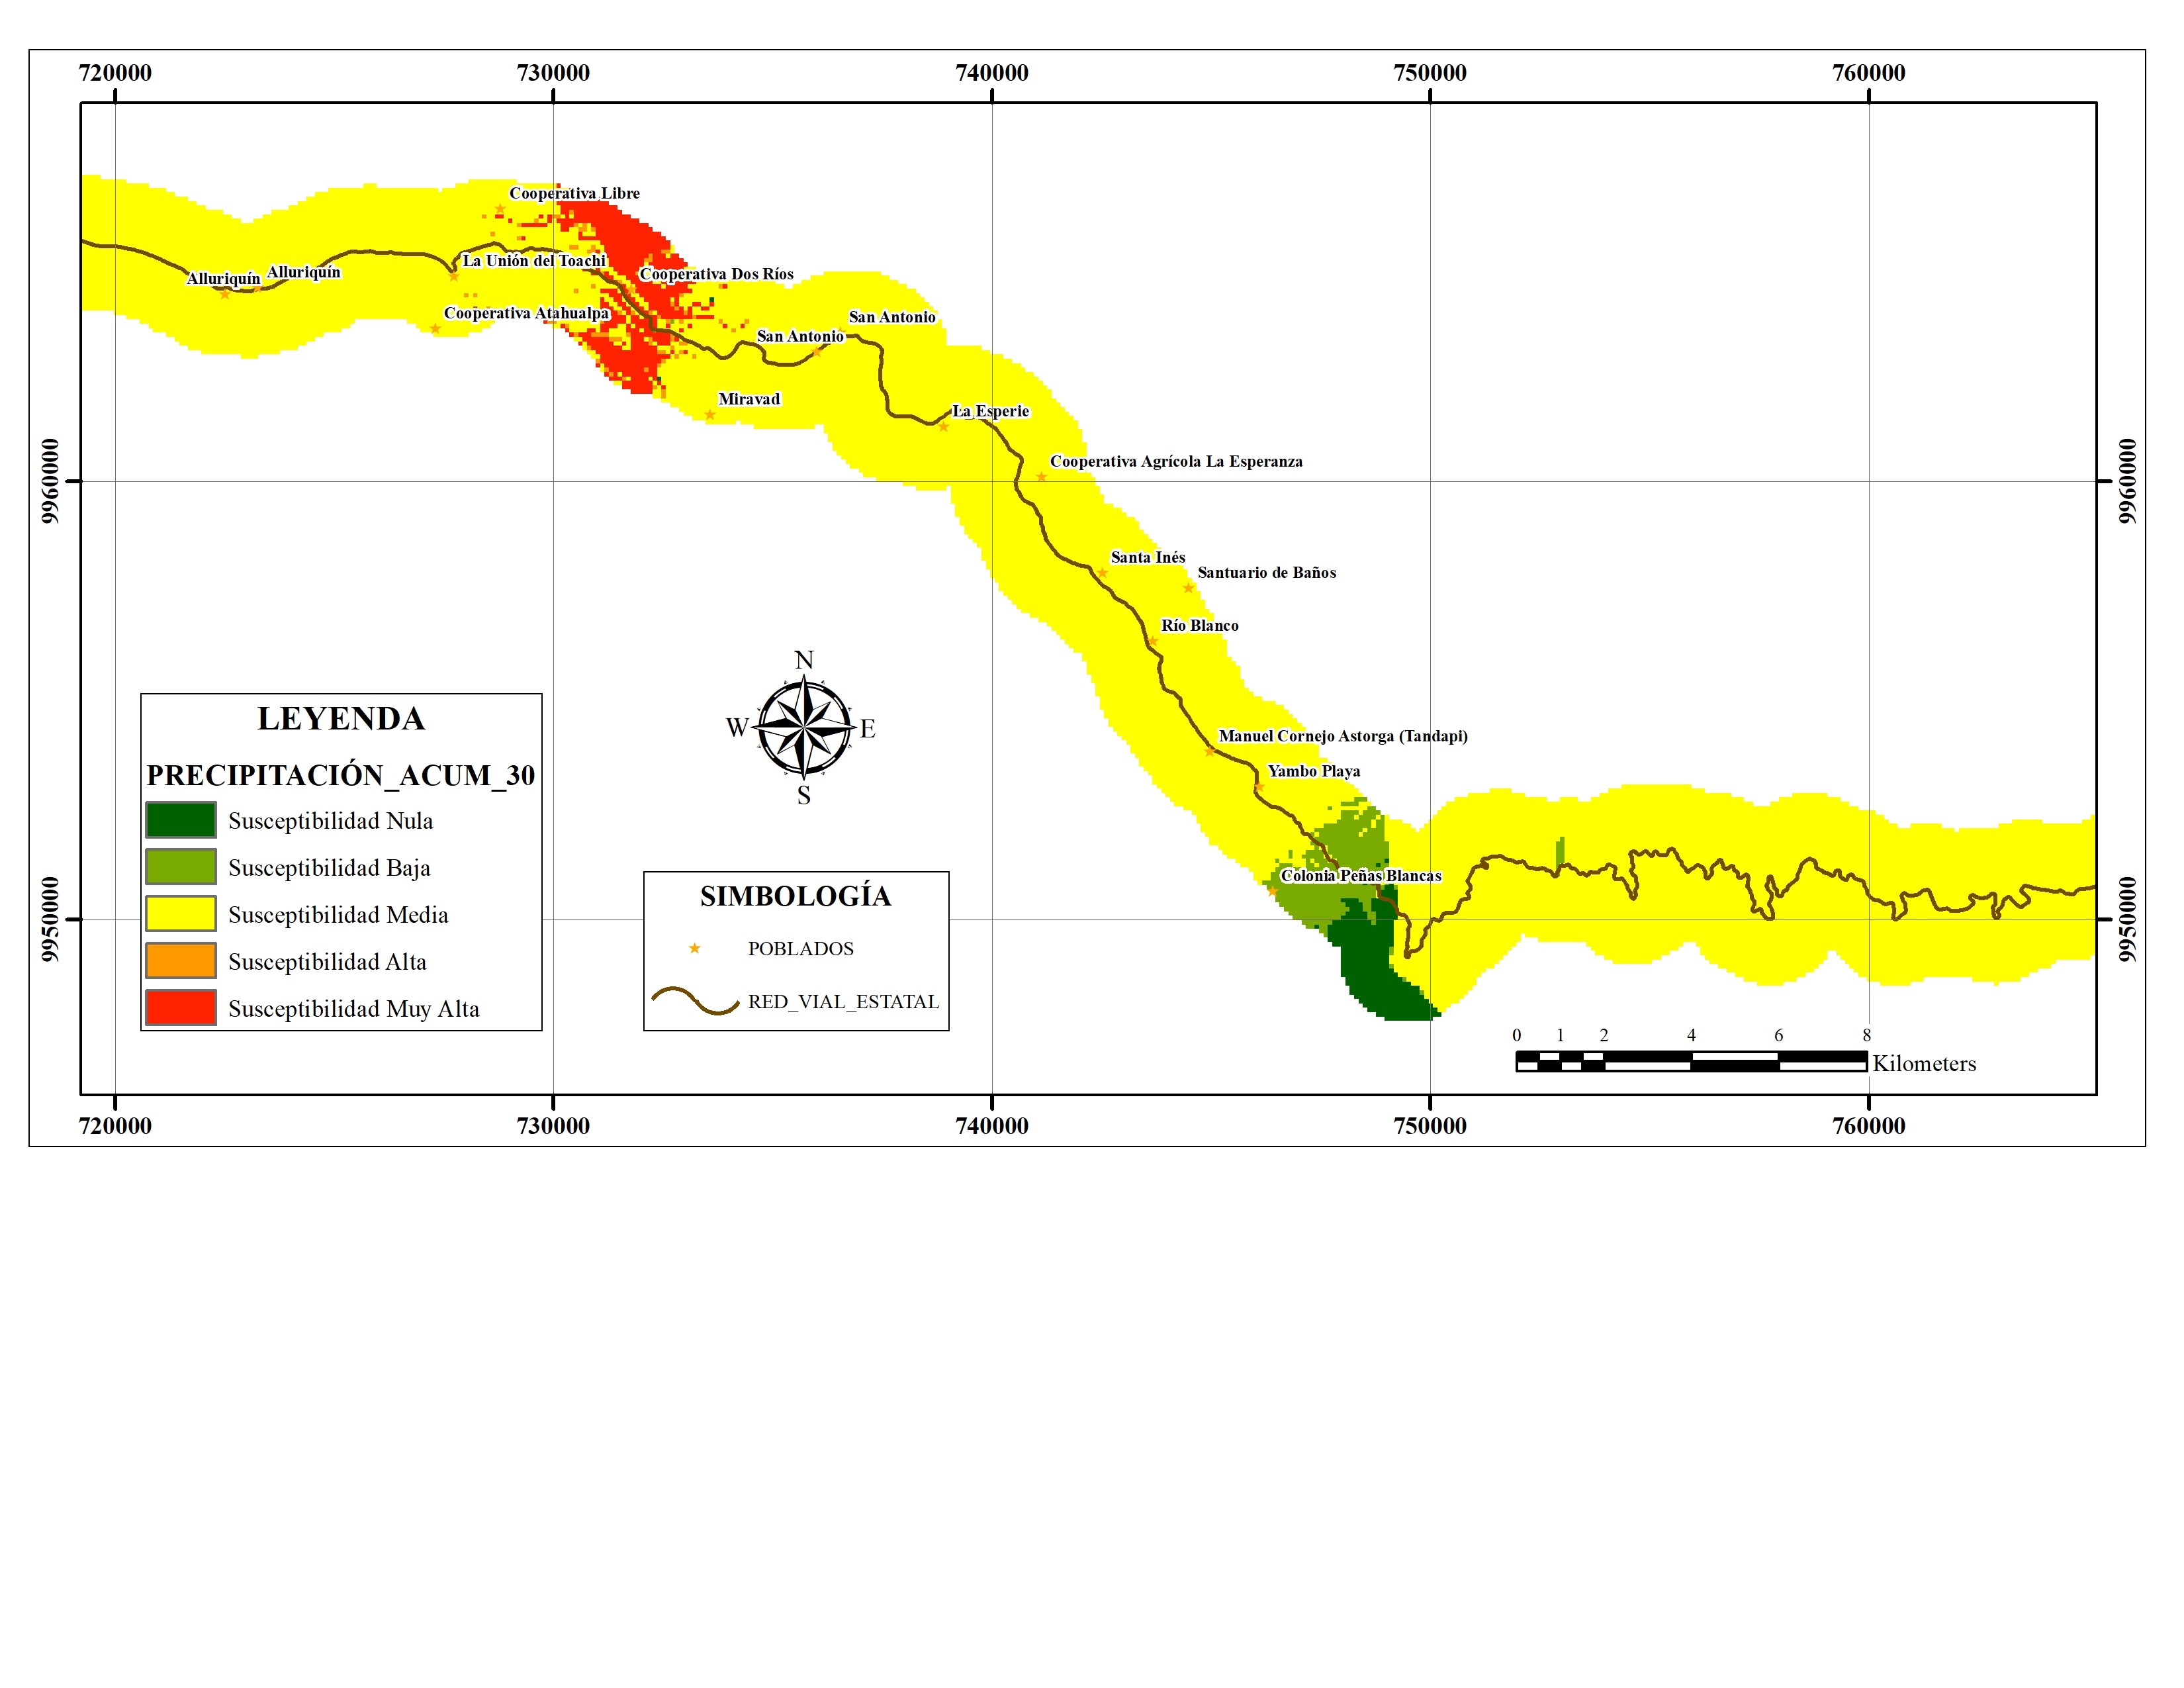 720000 730000 740000 750000 760000
Cooperativa Libre
La Unión del Toachi
Alluriquín
Alluriquín
Cooperativa Dos Ríos
Cooperativa Atahualpa
San Antonio
San Antonio
Miravad
La Esperie
9960000
9960000
Cooperativa Agrícola La Esperanza
Santa Inés
Santuario de Baños
Río Blanco
N
W
E
S
Manuel Cornejo Astorga (Tandapi)
Yambo Playa
Colonia Peñas Blancas
9950000
9950000
LEYENDA
PRECIPITACIÓN_ACUM_30
Susceptibilidad Nula
Susceptibilidad Baja
Susceptibilidad Media
Susceptibilidad Alta
Susceptibilidad Muy Alta
SIMBOLOGÍA
POBLADOS
RED_VIAL_ESTATAL
0 1 2 4 6 8
Kilometers
720000 730000 740000 750000 760000